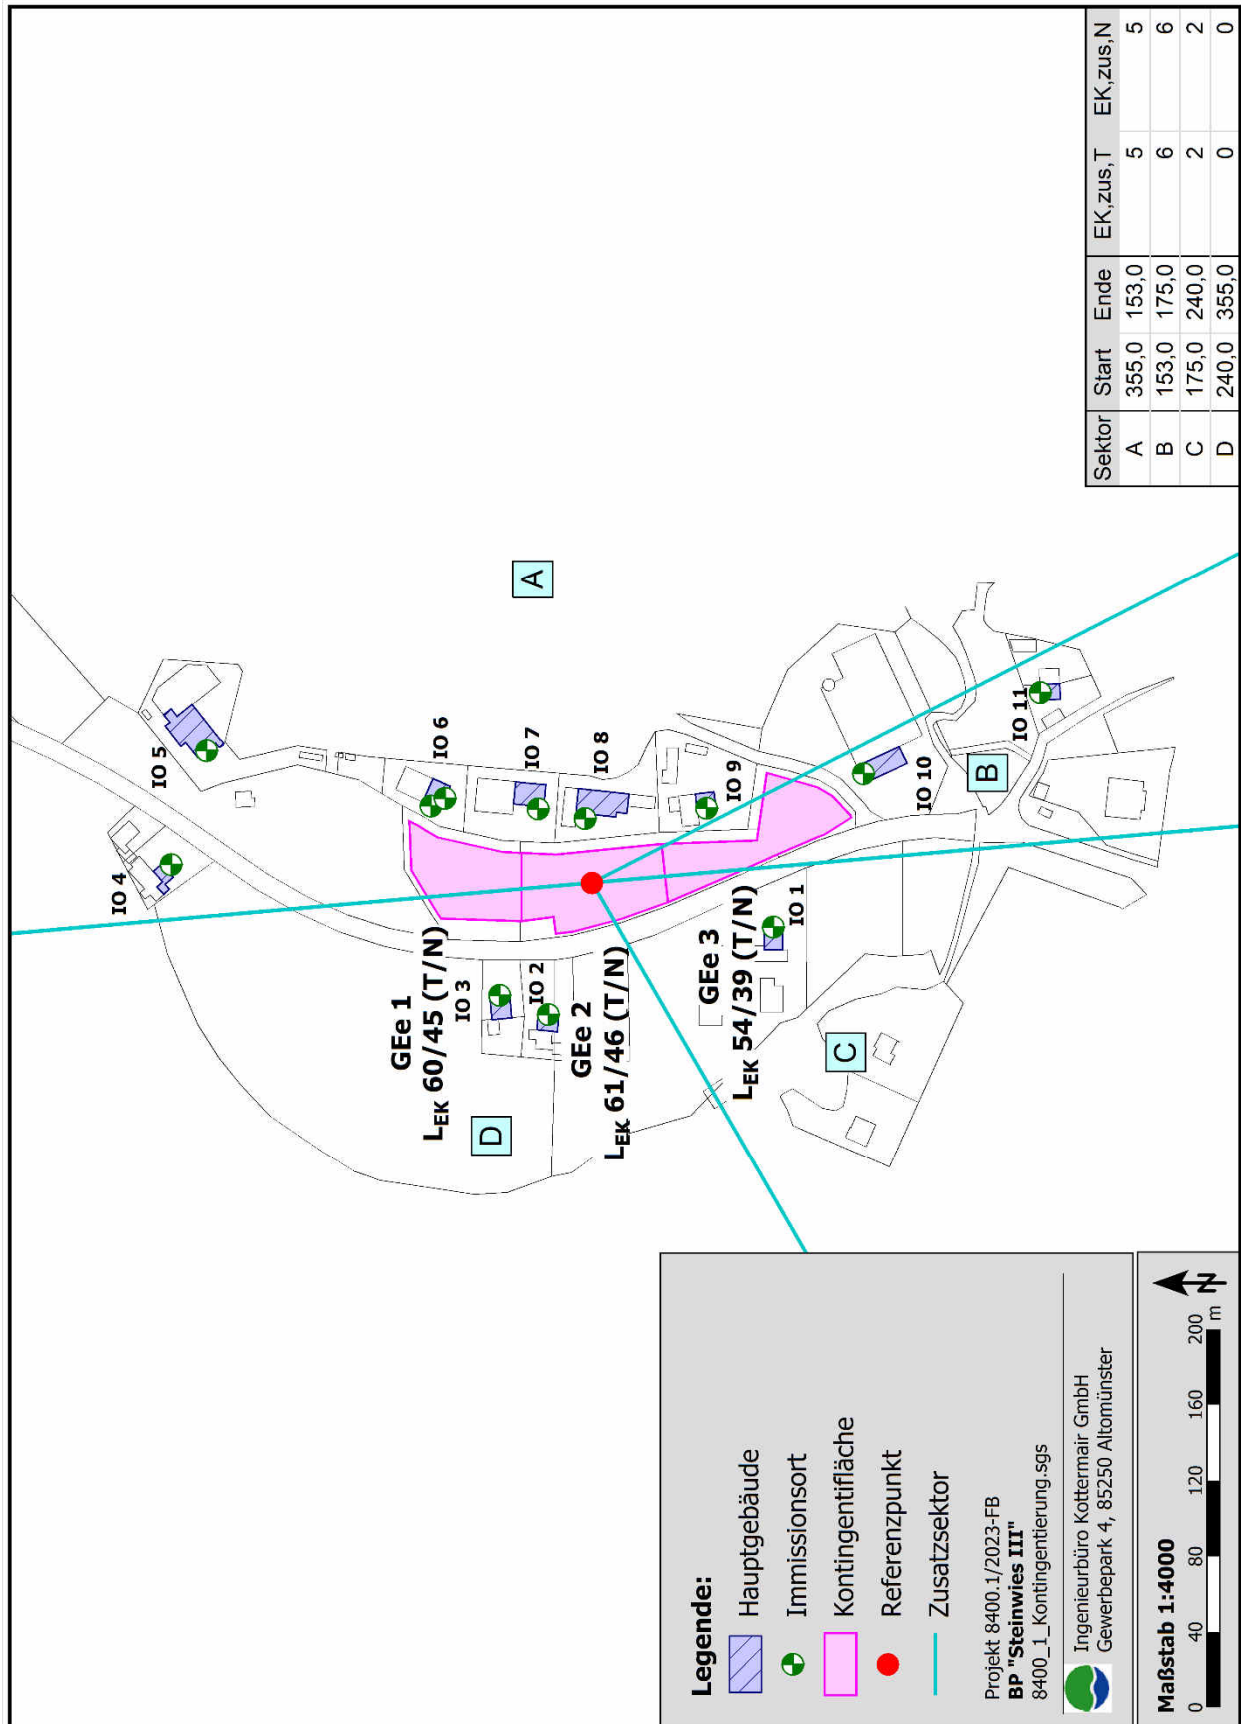 IO 4
IO 5
IO 6
IO 7
IO 8
IO 9
IO 10
IO 11
IO 1
IO 2
IO 3
GEe 1
LEK 60/45 (T/N)
GEe 2
LEK 61/46 (T/N)
GEe 3
LEK 54/39 (T/N)
A
B
C
D
Sektor Start Ende EK,zus,T EK,zus,N
A 355,0 153,0 5 5
B 153,0 175,0 6 6
C 175,0 240,0 2 2
D 240,0 355,0 0 0
Legende:
Hauptgebäude
Immissionsort
Kontingentfläche
Referenzpunkt
Zusatzsektor
Projekt 8400.1/2023-FB
BP "Steinwies III"
8400_1_Kontingentierung.sgs
Ingenieurbüro Kottermair GmbH
Gewerbepark 4, 85250 Altomünster
Maßstab 1:4000
0 40 80 120 160 200
m
N